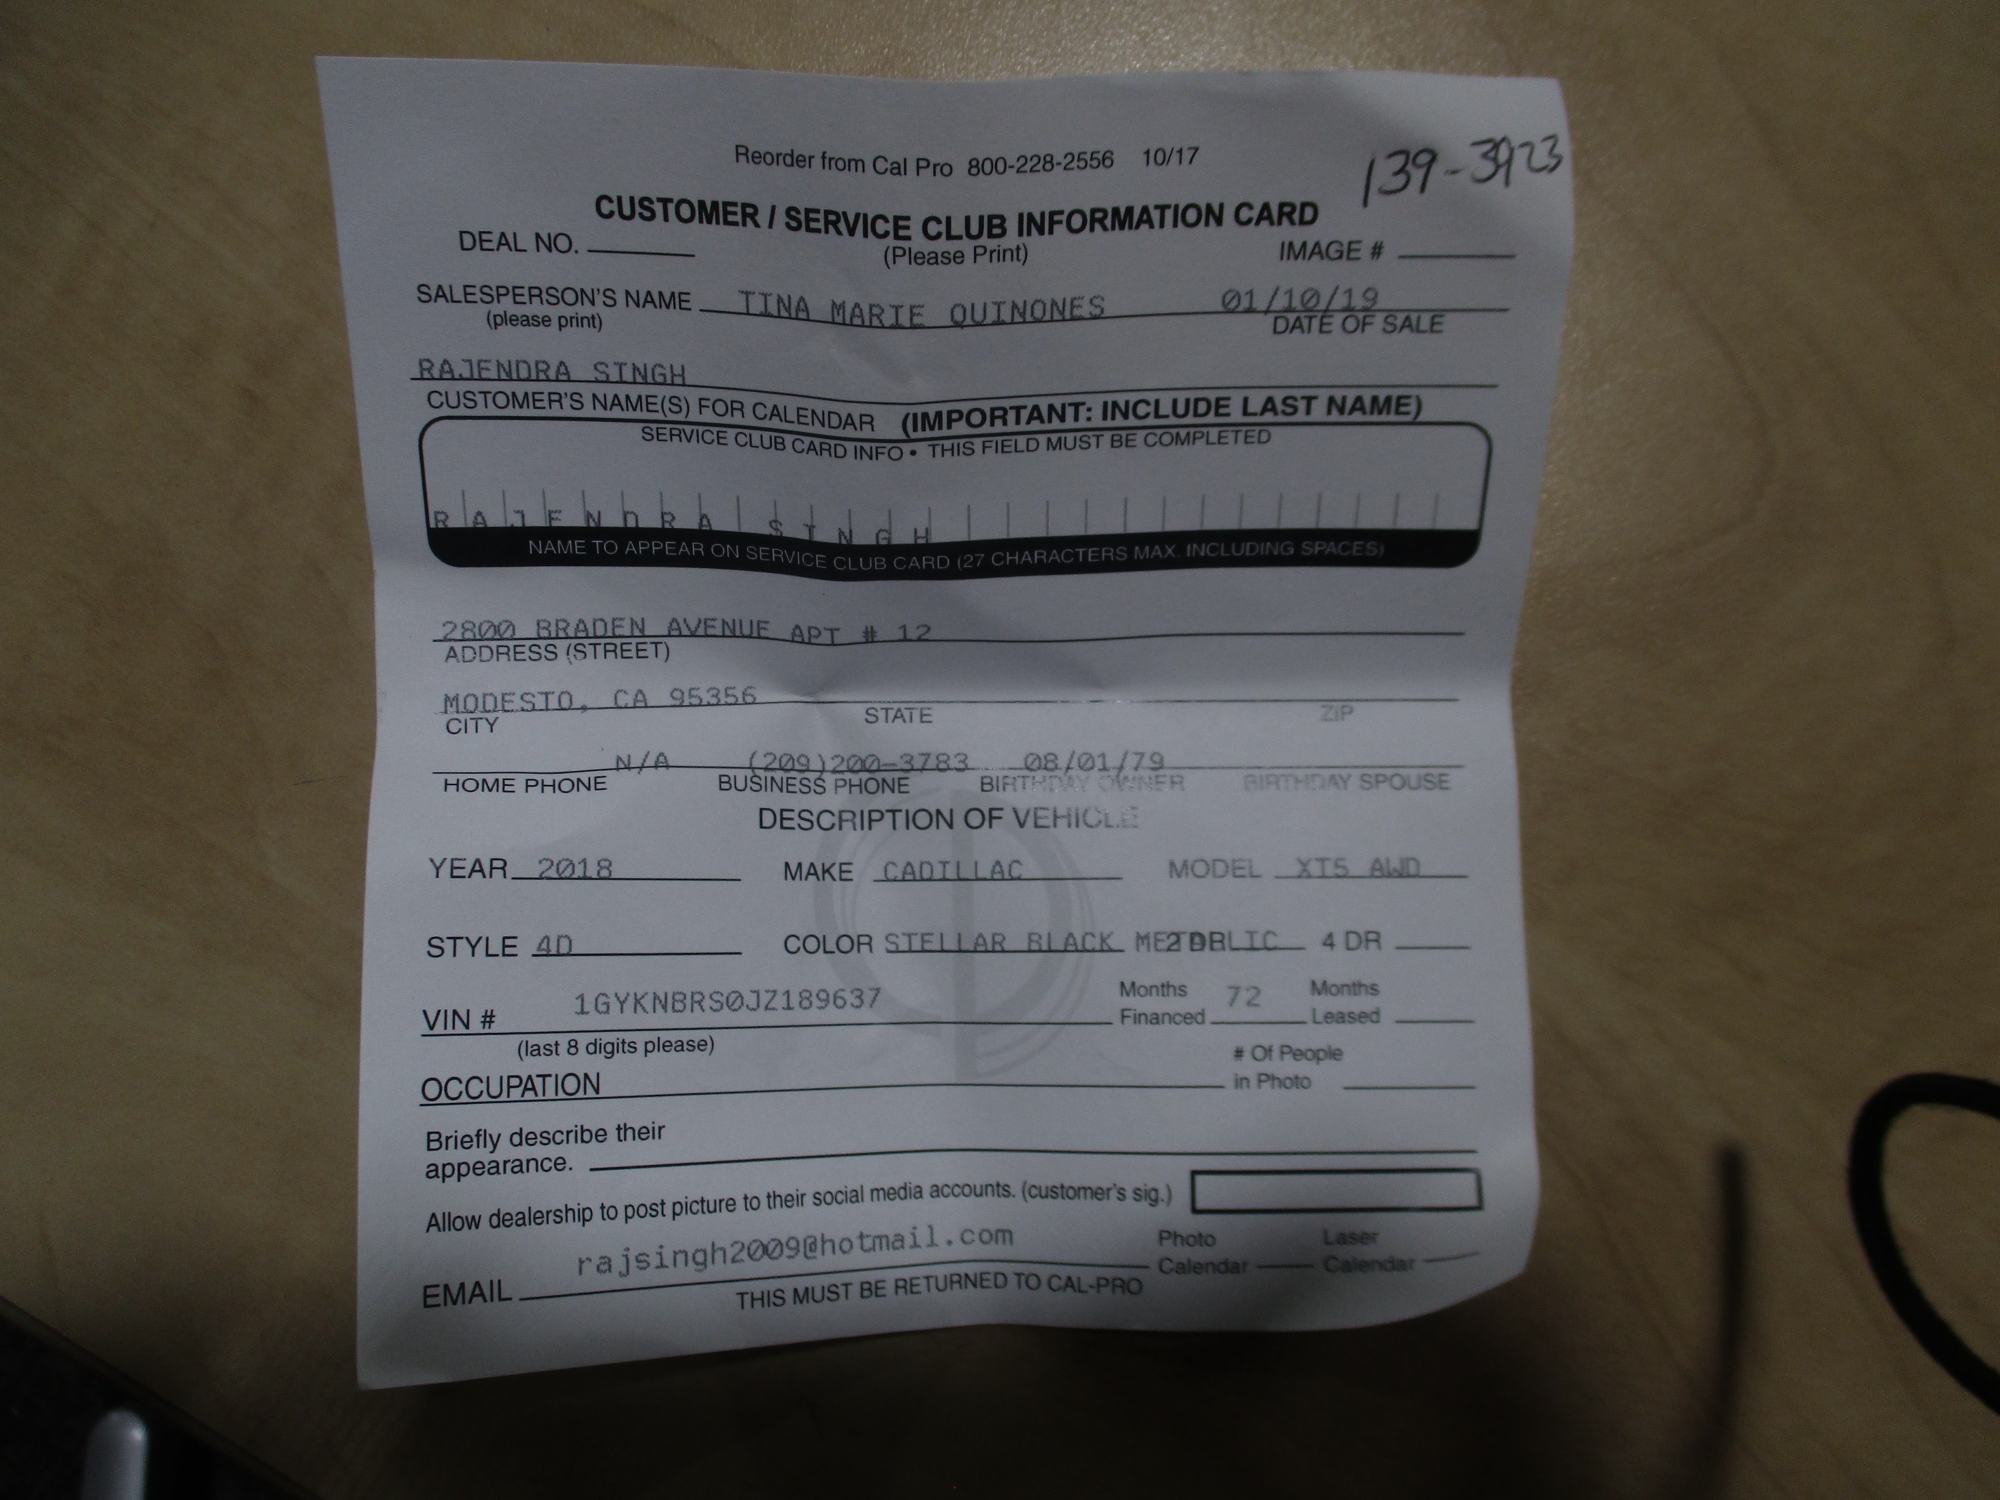 Reorder from Cal Pro 800-228-2556 10/17
139-3923
CUSTOMER / SERVICE CLUB INFORMATION CARD
DEAL NO. (Please Print) IMAGE #
SALESPERSON'S NAME TINA MARIE QUINONES 01/10/19
(please print) DATE OF SALE
RAJENDRA SINGH
CUSTOMER'S NAME(S) FOR CALENDAR (IMPORTANT: INCLUDE LAST NAME)
SERVICE CLUB CARD INFO • THIS FIELD MUST BE COMPLETED
R A J E N D R A S I N G H
NAME TO APPEAR ON SERVICE CLUB CARD (27 CHARACTERS MAX. INCLUDING SPACES)
2800 BRADEN AVENUE APT # 12
ADDRESS (STREET)
MODESTO, CA 95356
CITY STATE ZIP
N/A (209)200-3783 08/01/79
HOME PHONE BUSINESS PHONE BIRTHDAY OWNER BIRTHDAY SPOUSE
DESCRIPTION OF VEHICLE
YEAR 2018 MAKE CADILLAC MODEL XT5 AWD
STYLE 4D COLOR STELLAR BLACK METALLIC 2 DR 4 DR
VIN # 1GYKNBRS0JZ189637 Months Financed 72 Months Leased
(last 8 digits please)
OCCUPATION # Of People in Photo
Briefly describe their
appearance.
Allow dealership to post picture to their social media accounts. (customer's sig.)
EMAIL rajsingh2009@hotmail.com Photo Calendar Laser Calendar
THIS MUST BE RETURNED TO CAL-PRO